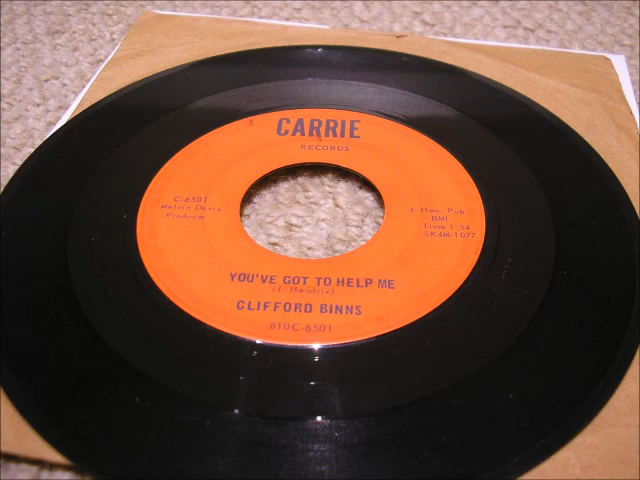 CARRIE
RECORDS
C-6501
Melvin Davis
Producer
J. Hen. Pub.
BMI
Time 1:54
SK4M-1077
YOU'VE GOT TO HELP ME
(J. Hendrix)
CLIFFORD BINNS
810C-6501